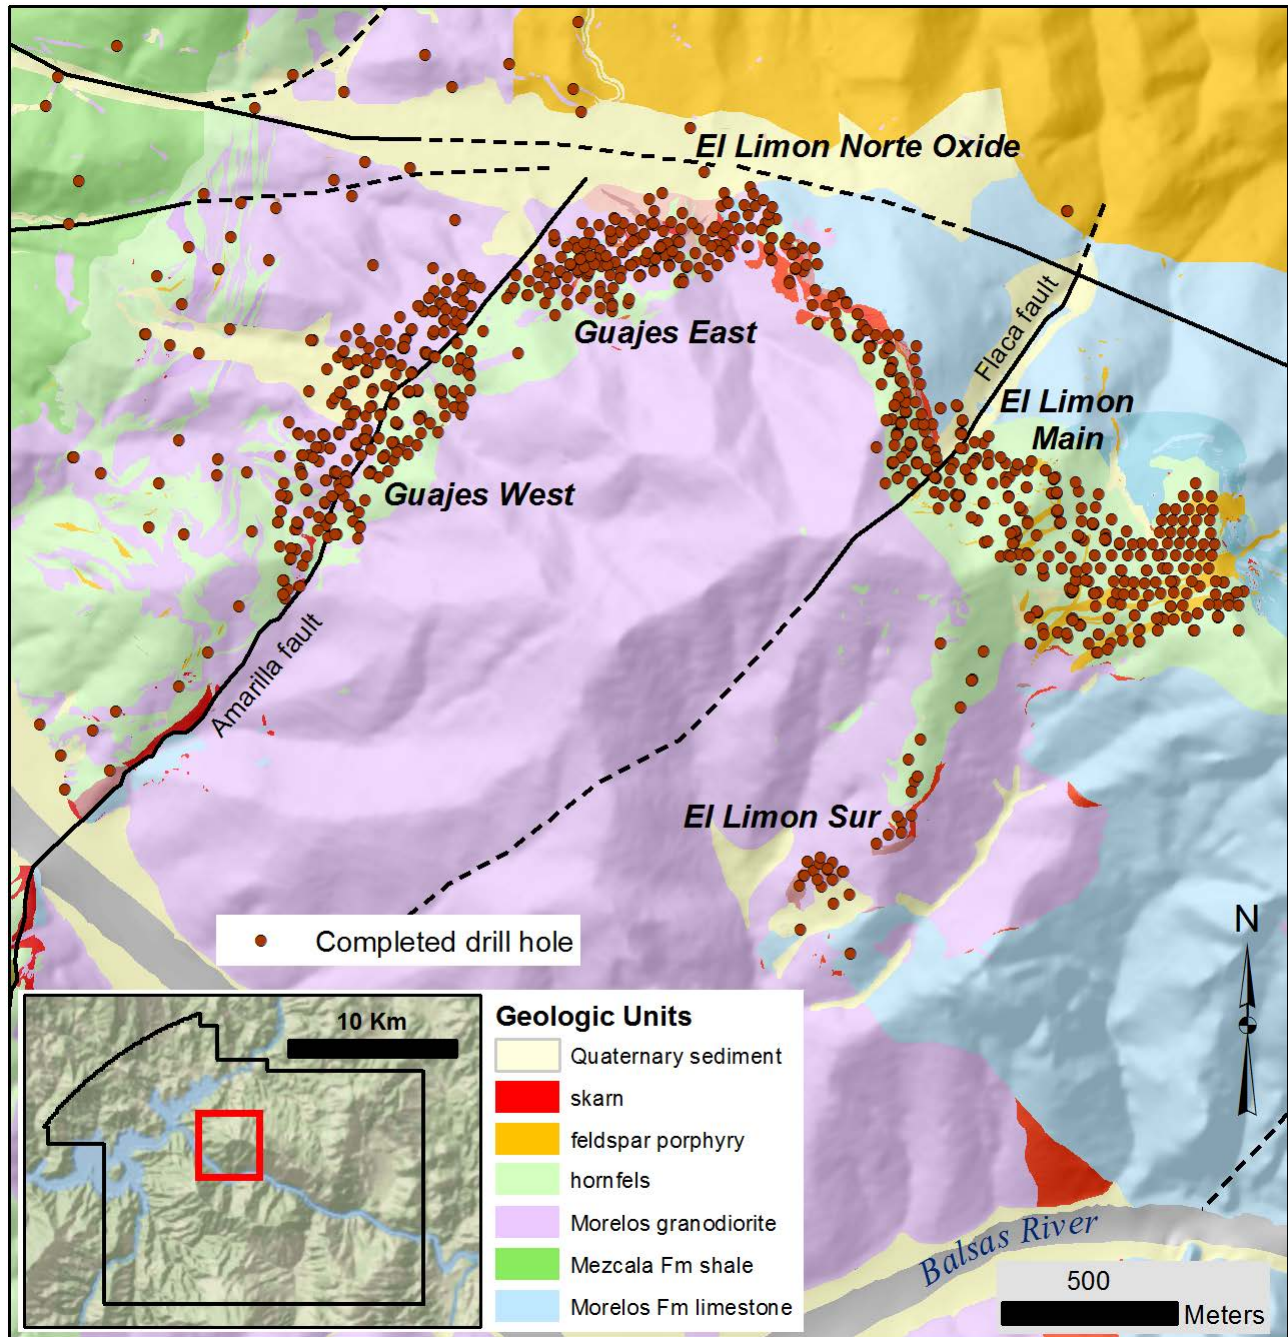 El Limon Norte Oxide
Guajes East
Flaca fault
El Limon
Main
Guajes West
Amarilla fault
El Limon Sur
Completed drill hole
N
10 Km
Geologic Units
Quaternary sediment
skarn
feldspar porphyry
hornfels
Morelos granodiorite
Mezcala Fm shale
Morelos Fm limestone
Balsas River
500
Meters